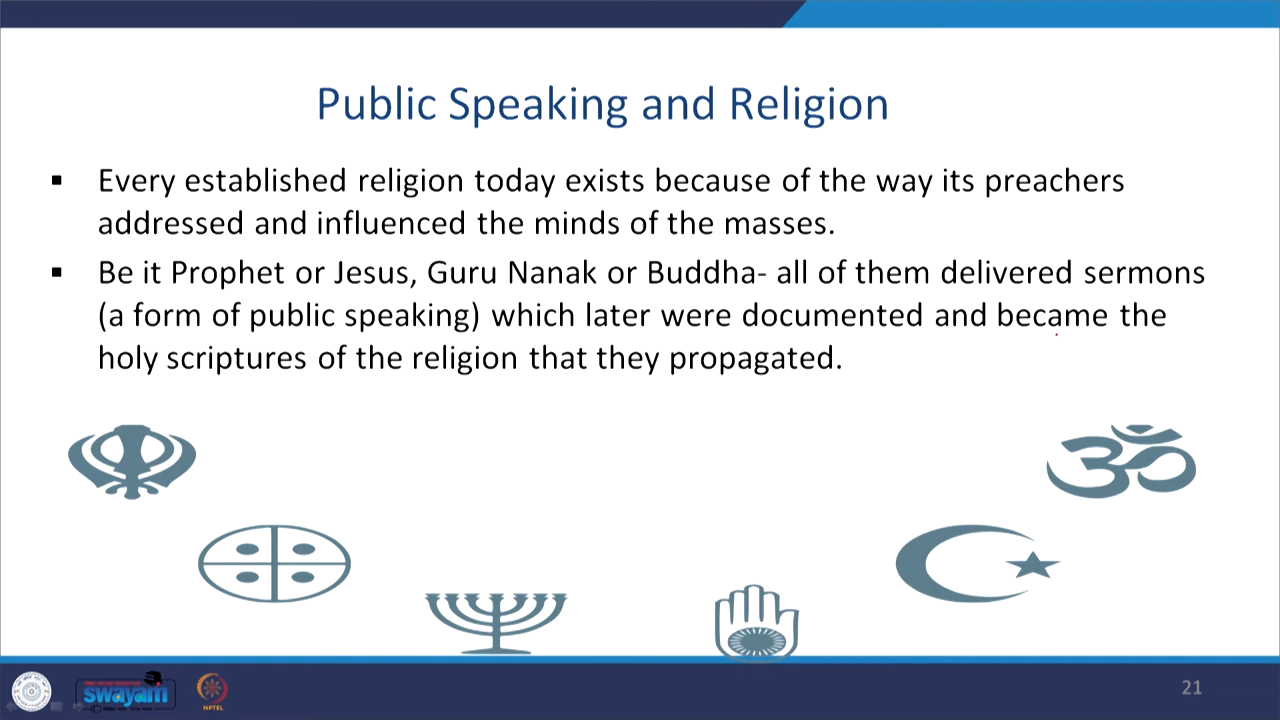 Public Speaking and Religion
▪ Every established religion today exists because of the way its preachers
addressed and influenced the minds of the masses.
▪ Be it Prophet or Jesus, Guru Nanak or Buddha- all of them delivered sermons
(a form of public speaking) which later were documented and became the
holy scriptures of the religion that they propagated.
swayam
NPTEL
21